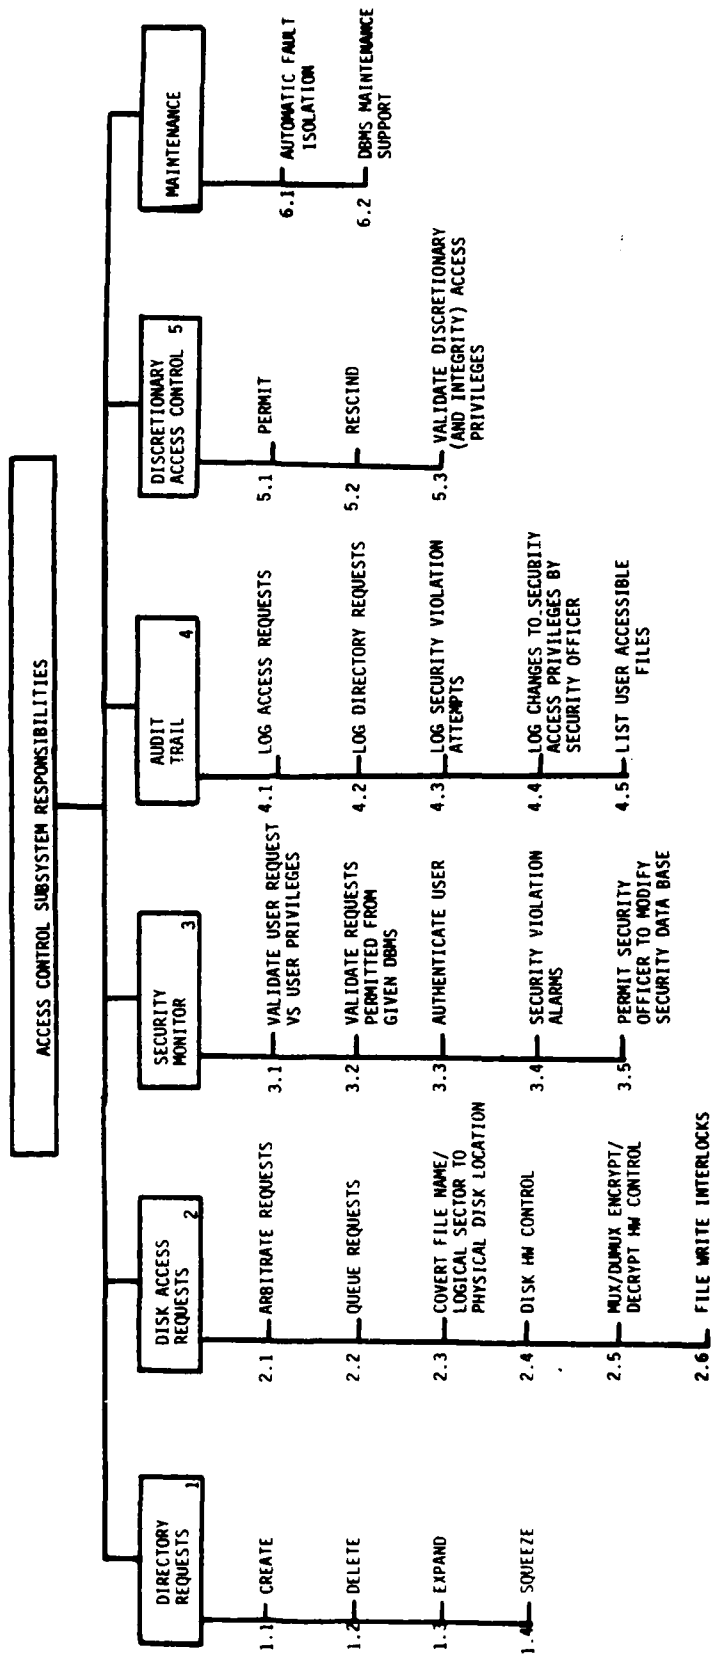 ACCESS CONTROL SUBSYSTEM RESPONSIBILITIES
DIRECTORY
REQUESTS
1
1.1 CREATE
1.2 DELETE
1.3 EXPAND
1.4 SQUEEZE
DISK ACCESS
REQUESTS
2
2.1 ARBITRATE REQUESTS
2.2 QUEUE REQUESTS
2.3 COVERT FILE NAME/
LOGICAL SECTOR TO
PHYSICAL DISK LOCATION
2.4 DISK HW CONTROL
2.5 MUX/DUMUX ENCRYPT/
DECRYPT HW CONTROL
2.6 FILE WRITE INTERLOCKS
SECURITY
MONITOR
3
3.1 VALIDATE USER REQUEST
VS USER PRIVILEGES
3.2 VALIDATE REQUESTS
PERMITTED FROM
GIVEN DBMS
3.3 AUTHENTICATE USER
3.4 SECURITY VIOLATION
ALARMS
3.5 PERMIT SECURITY
OFFICER TO MODIFY
SECURITY DATA BASE
AUDIT
TRAIL
4
4.1 LOG ACCESS REQUESTS
4.2 LOG DIRECTORY REQUESTS
4.3 LOG SECURITY VIOLATION
ATTEMPTS
4.4 LOG CHANGES TO SECURITY
ACCESS PRIVILEGES BY
SECURITY OFFICER
4.5 LIST USER ACCESSIBLE
FILES
DISCRETIONARY
ACCESS CONTROL 5
5.1 PERMIT
5.2 RESCIND
5.3 VALIDATE DISCRETIONARY
(AND INTEGRITY) ACCESS
PRIVILEGES
MAINTENANCE
6.1 AUTOMATIC FAULT
ISOLATION
6.2 DBMS MAINTENANCE
SUPPORT